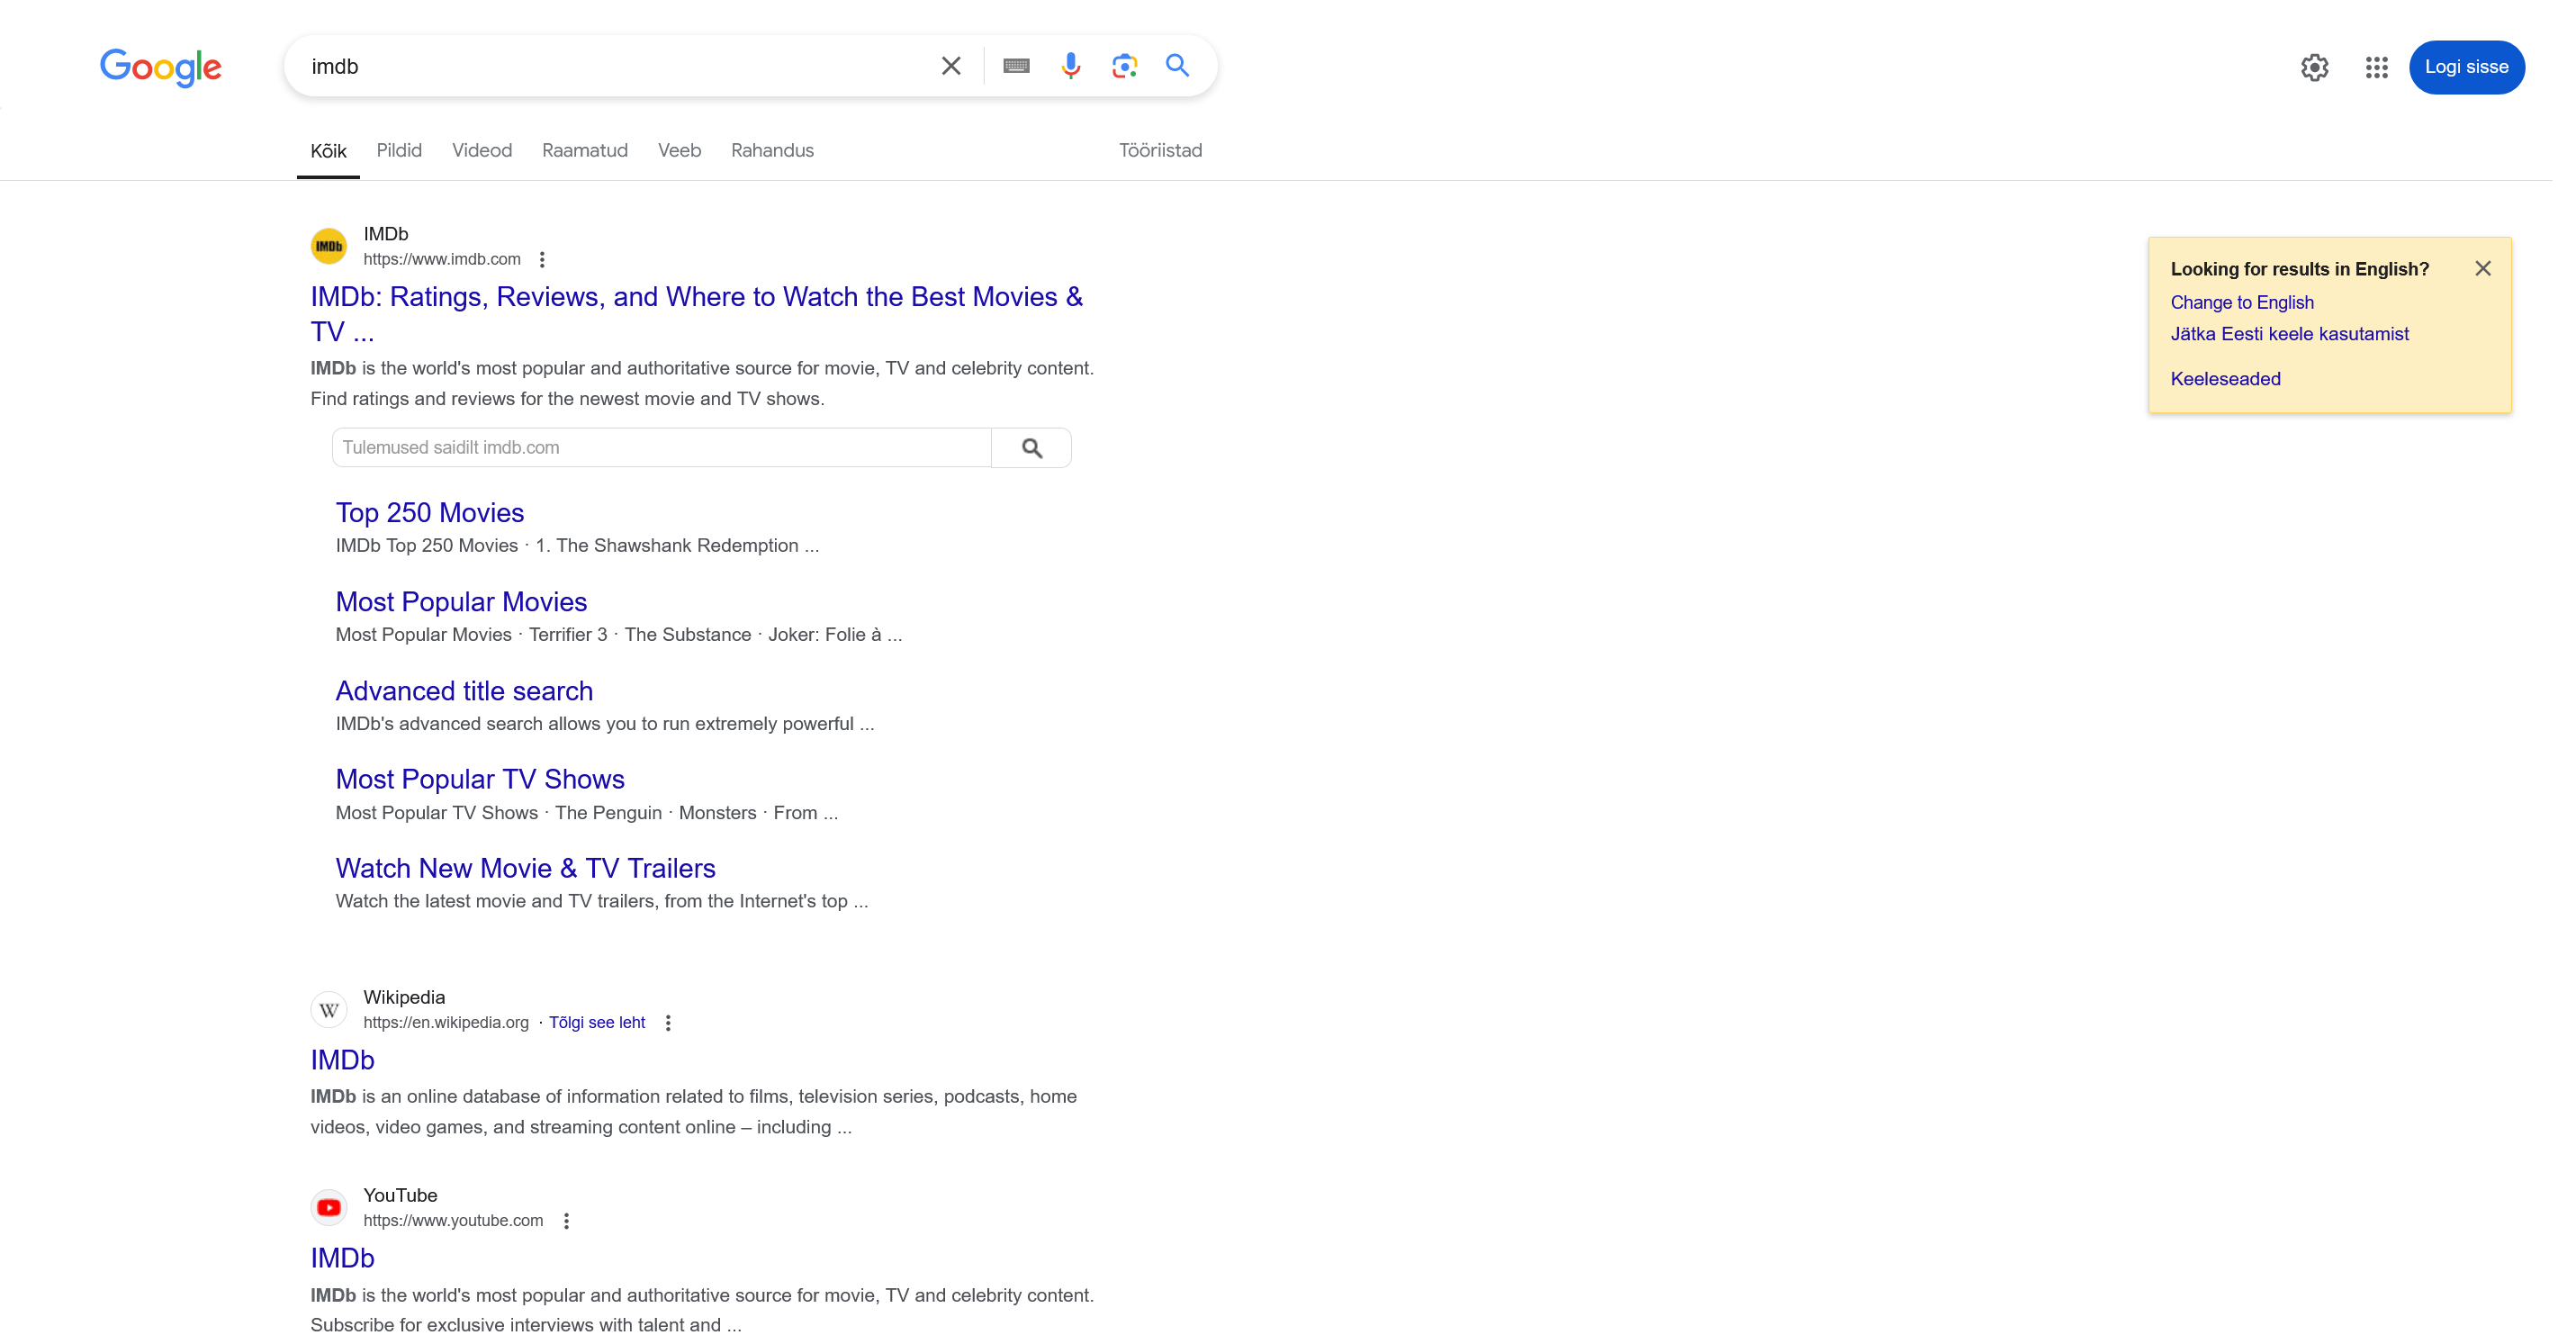 Google
imdb
Logi sisse
Kõik
Pildid
Videod
Raamatud
Veeb
Rahandus
Tööriistad
IMDb
IMDb
https://www.imdb.com
IMDb: Ratings, Reviews, and Where to Watch the Best Movies &
TV ...
IMDb is the world's most popular and authoritative source for movie, TV and celebrity content.
Find ratings and reviews for the newest movie and TV shows.
Tulemused saidilt imdb.com
Top 250 Movies
IMDb Top 250 Movies · 1. The Shawshank Redemption ...
Most Popular Movies
Most Popular Movies · Terrifier 3 · The Substance · Joker: Folie à ...
Advanced title search
IMDb's advanced search allows you to run extremely powerful ...
Most Popular TV Shows
Most Popular TV Shows · The Penguin · Monsters · From ...
Watch New Movie & TV Trailers
Watch the latest movie and TV trailers, from the Internet's top ...
W
Wikipedia
https://en.wikipedia.org · Tõlgi see leht
IMDb
IMDb is an online database of information related to films, television series, podcasts, home
videos, video games, and streaming content online – including ...
YouTube
https://www.youtube.com
IMDb
IMDb is the world's most popular and authoritative source for movie, TV and celebrity content.
Subscribe for exclusive interviews with talent and ...
Looking for results in English?
Change to English
Jätka Eesti keele kasutamist
Keeleseaded